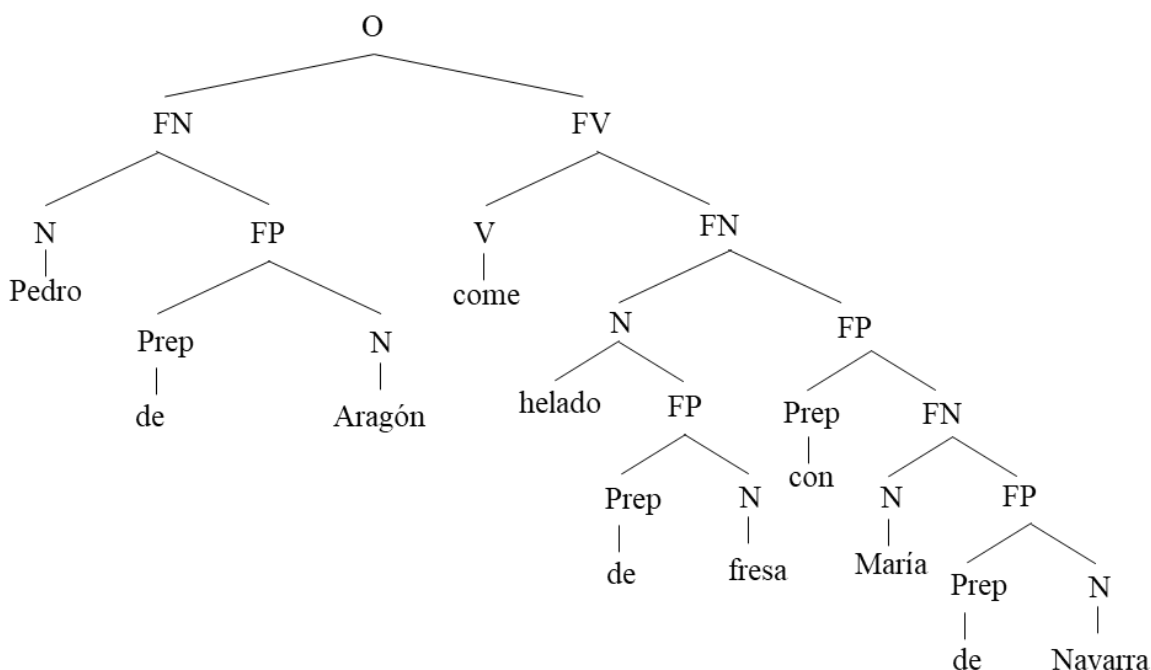 O
FN FV
N FP V FN
Pedro come
Prep N N FP
de Aragón helado FP Prep FN
con
Prep N N FP
de fresa María
Prep N
de Navarra